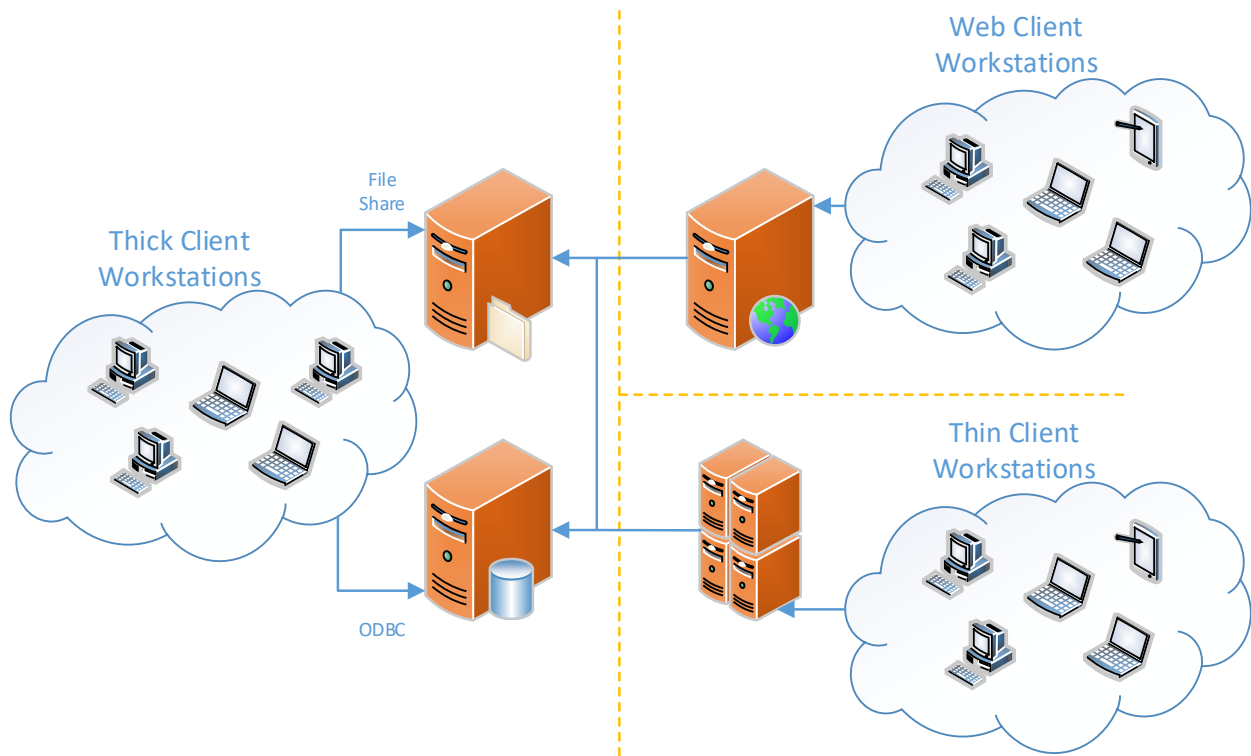 Web Client
Workstations
File
Share
Thick Client
Workstations
Thin Client
Workstations
ODBC